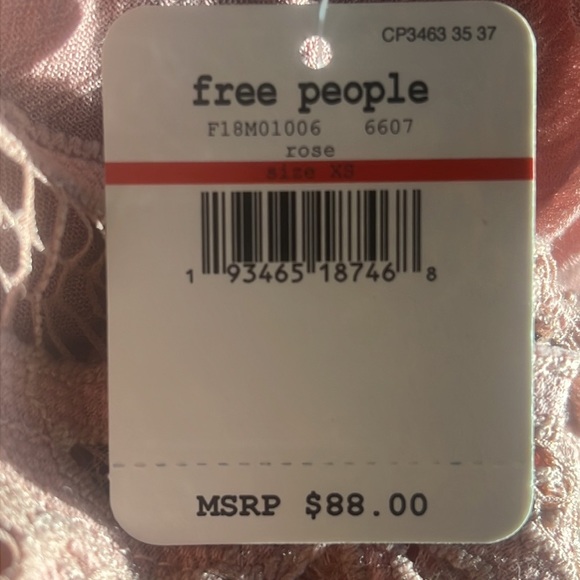 CP3463 35 37
free people
F18M01006 6607
rose
size XS
1 93465 18746 8
MSRP $88.00